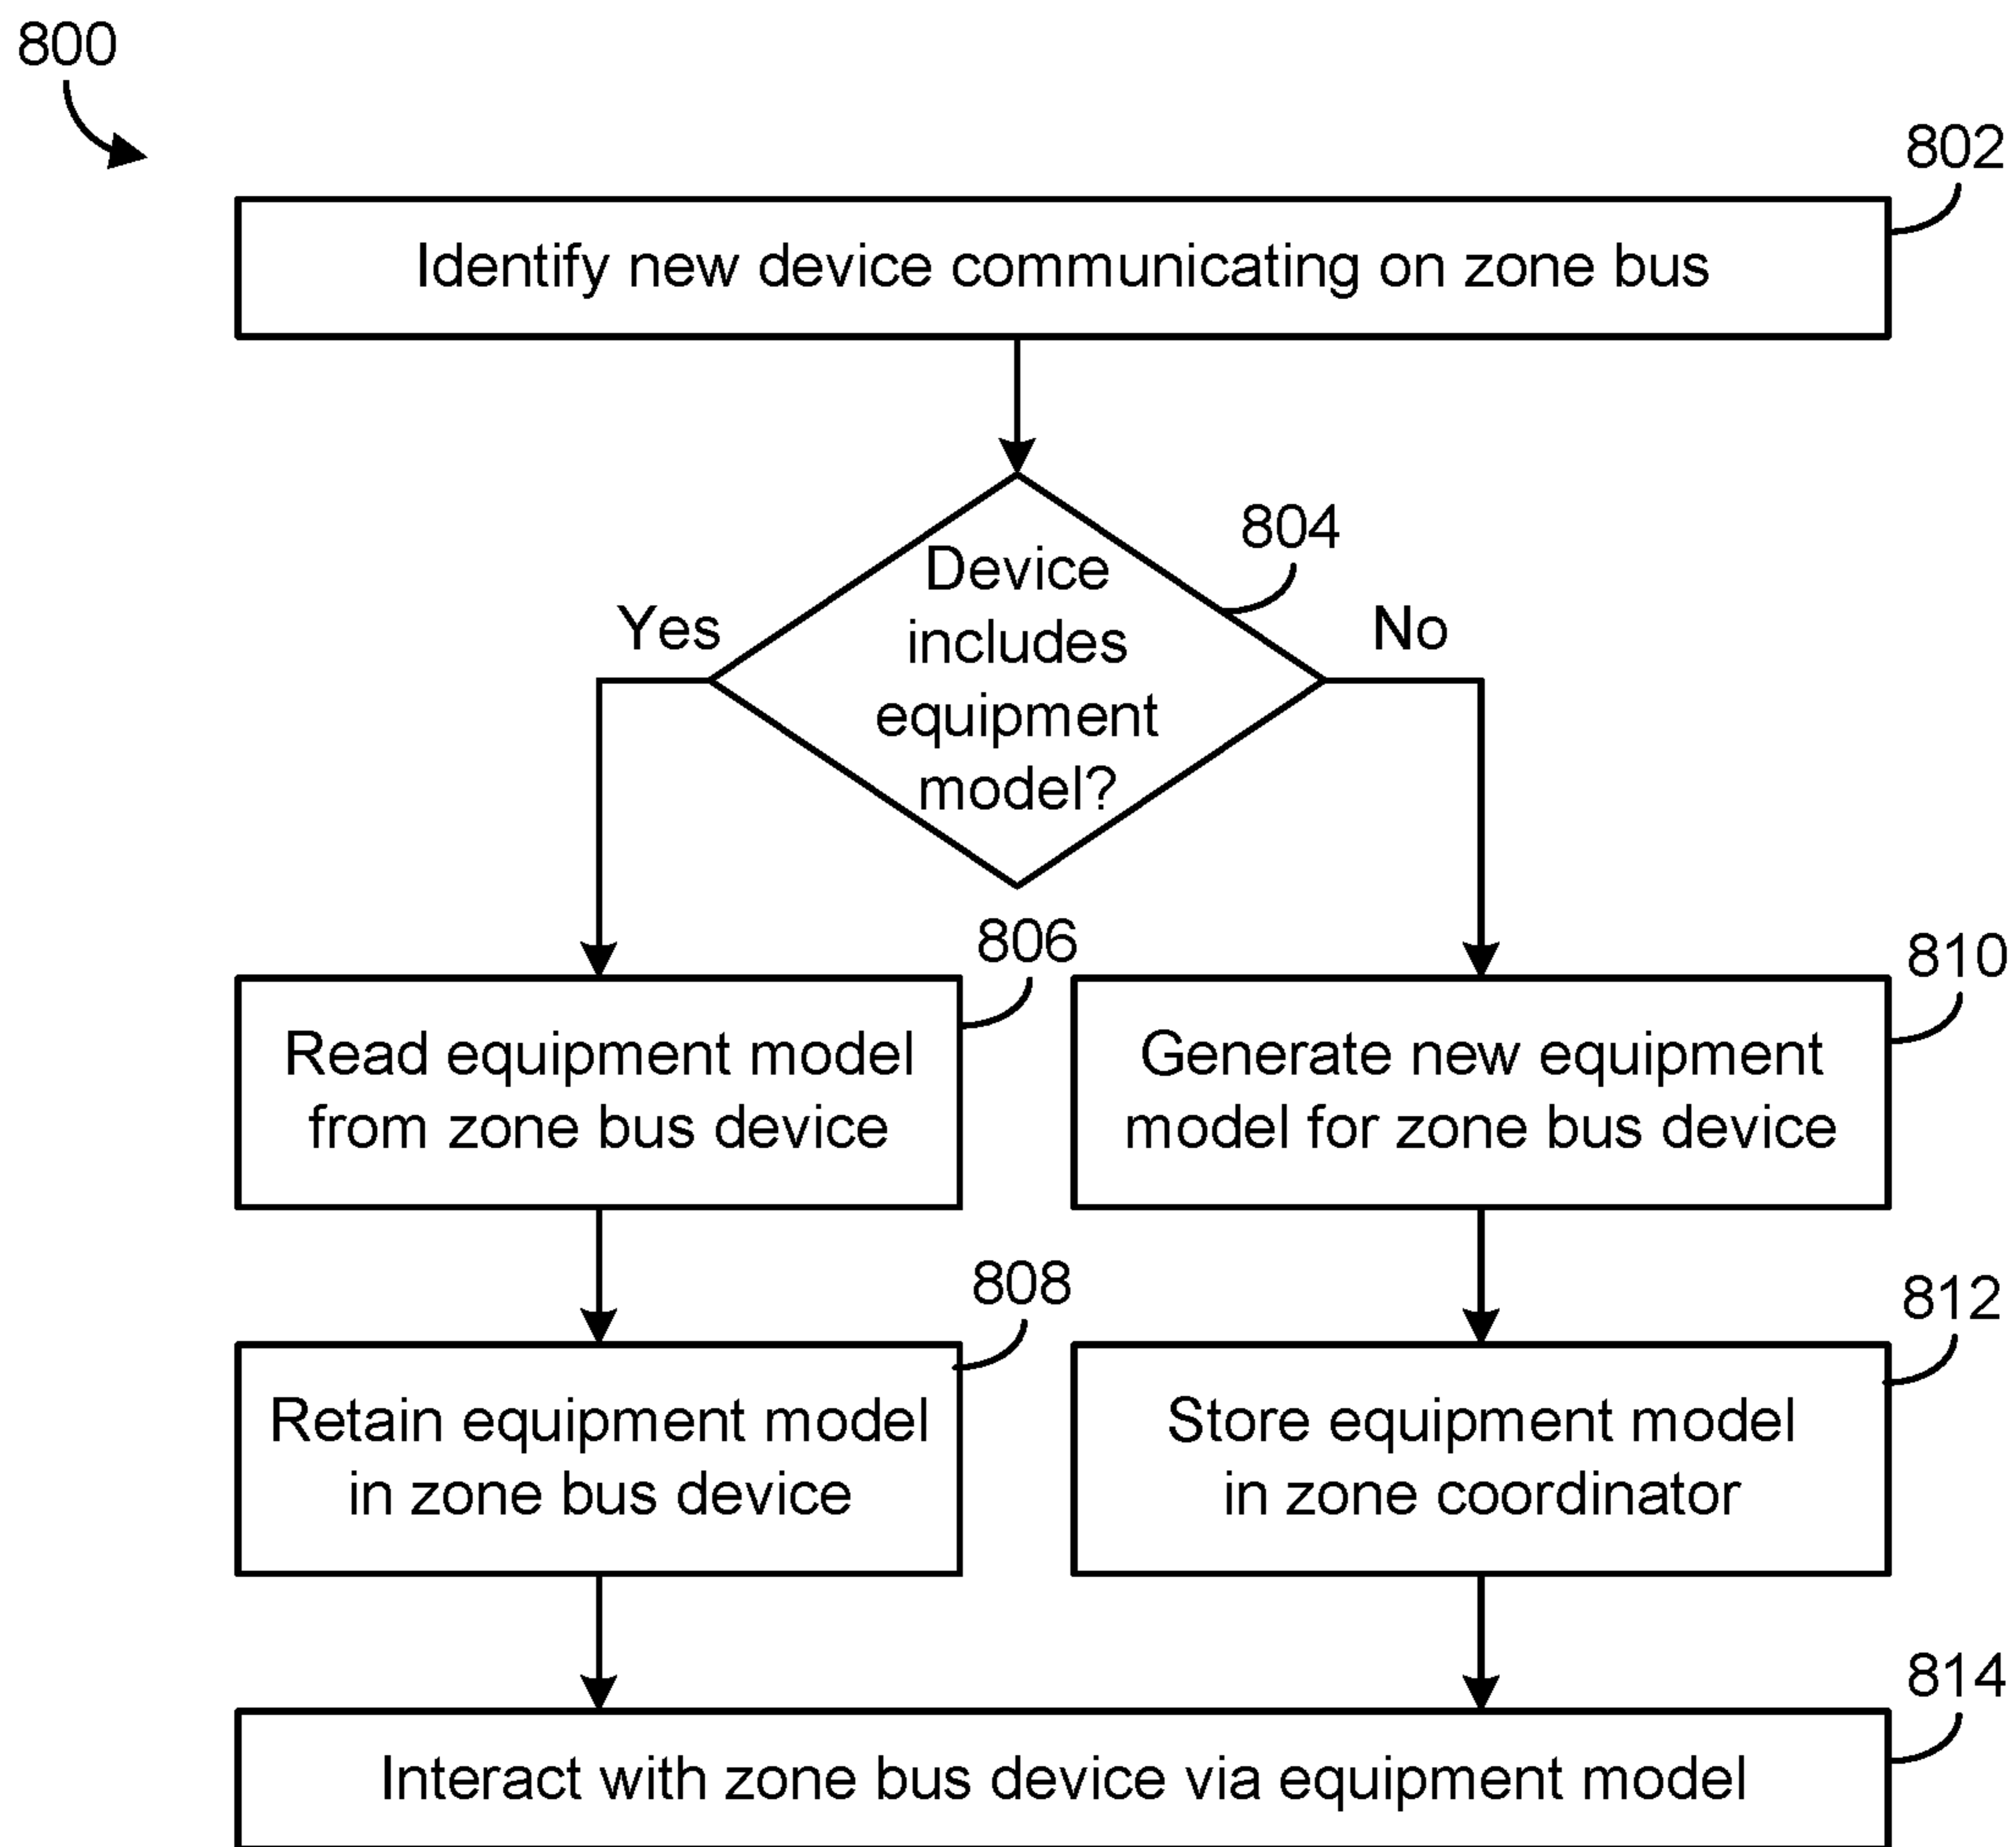 800
802
Identify new device communicating on zone bus
804
Device
includes
equipment
model?
Yes
No
806
Read equipment model
from zone bus device
810
Generate new equipment
model for zone bus device
808
Retain equipment model
in zone bus device
812
Store equipment model
in zone coordinator
814
Interact with zone bus device via equipment model